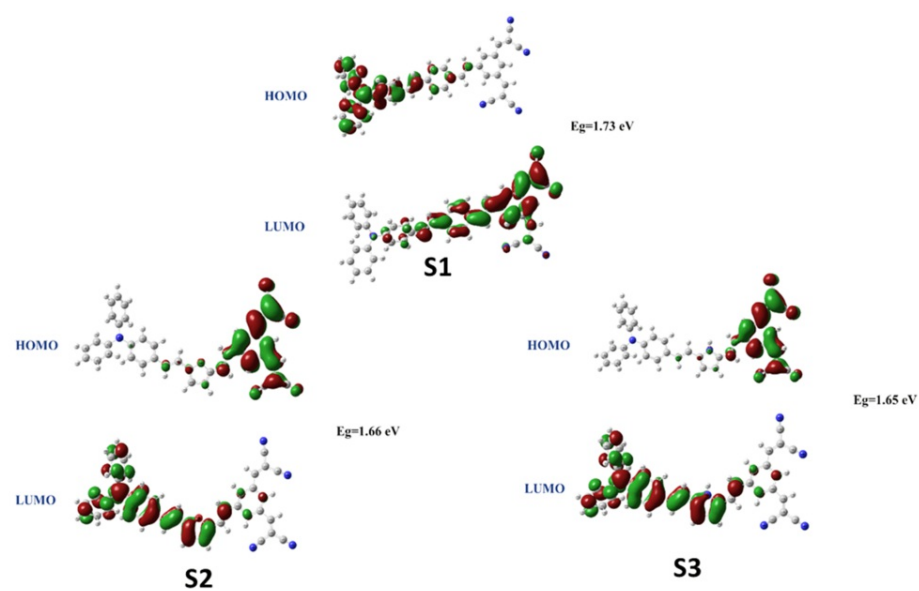 HOMO
Eg=1.73 eV
LUMO
S1
HOMO
Eg=1.66 eV
LUMO
S2
HOMO
Eg=1.65 eV
LUMO
S3